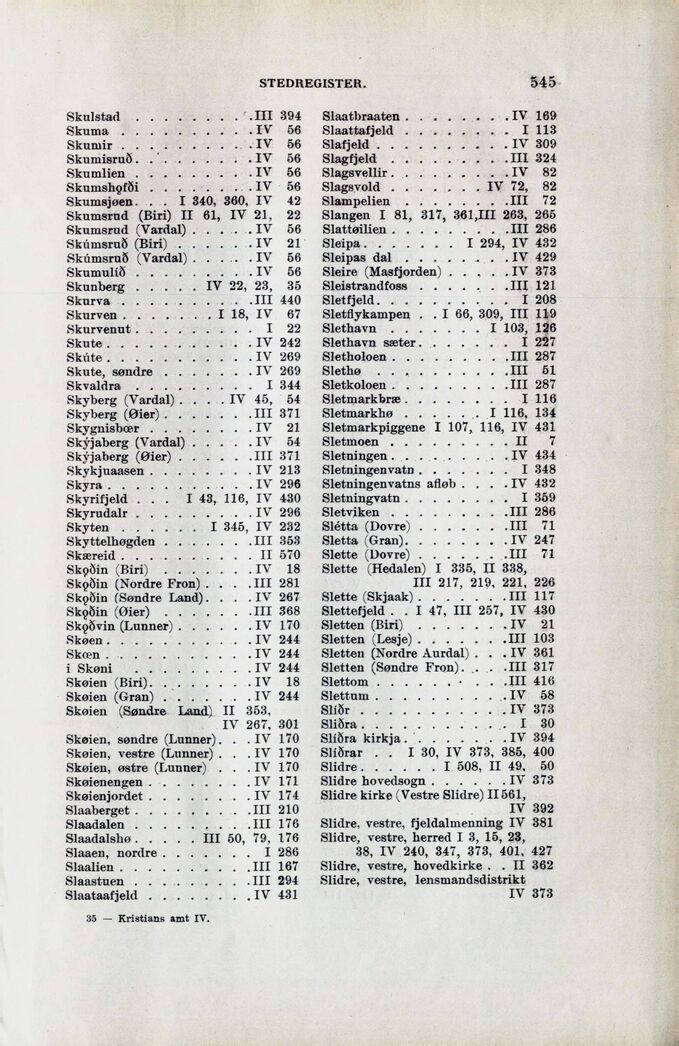 STEDREGISTER. 545
Skulstad . . . . . . . . . III 394
Skuma . . . . . . . . . . IV 56
Skumir . . . . . . . . . . IV 56
Skumisruð . . . . . . . . . IV 56
Skumlien . . . . . . . . . IV 56
Skumshǫfði . . . . . . . . IV 56
Skumsjøen . . . I 340, 360, IV 42
Skumsrud (Biri) II 61, IV 21, 22
Skumsrud (Vardal) . . . . . IV 56
Skúmsruð (Biri) . . . . . . IV 21
Skúmsruð (Vardal) . . . . . IV 56
Skumulíð . . . . . . . . . IV 56
Skunberg . . . . . IV 22, 23, 35
Skurva . . . . . . . . . . III 440
Skurven . . . . . . . I 18, IV 67
Skurvenut . . . . . . . . . I 22
Skute . . . . . . . . . . . IV 242
Skúte . . . . . . . . . . . IV 269
Skute, søndre . . . . . . . IV 269
Skvaldra . . . . . . . . . I 344
Skyberg (Vardal) . . . . IV 45, 54
Skyberg (Øier) . . . . . . . III 371
Skygnisbœr . . . . . . . . IV 21
Skýjaberg (Vardal) . . . . . IV 54
Skýjaberg (Øier) . . . . . . III 371
Skykjuaasen . . . . . . . . IV 213
Skyra . . . . . . . . . . . IV 296
Skyrifjeld . . . I 43, 116, IV 430
Skyrudalr . . . . . . . . . IV 296
Skyten . . . . . . . I 345, IV 232
Skyttelhøgden . . . . . . . III 353
Skæreid . . . . . . . . . . II 570
Skǫðin (Biri) . . . . . . . IV 18
Skǫðin (Nordre Fron) . . . . III 281
Skǫðin (Søndre Land) . . . . IV 267
Skǫðin (Øier) . . . . . . . III 368
Skǫðvin (Lunner) . . . . . . IV 170
Skøen . . . . . . . . . . . IV 244
Skœn . . . . . . . . . . . IV 244
i Skøni . . . . . . . . . . IV 244
Skøien (Biri) . . . . . . . IV 18
Skøien (Gran) . . . . . . . IV 244
Skøien (Søndre Land) II 353,
IV 267, 301
Skøien, søndre (Lunner) . . . IV 170
Skøien, vestre (Lunner) . . . IV 170
Skøien, østre (Lunner) . . . IV 170
Skøienengen . . . . . . . . IV 171
Skøienjordet . . . . . . . . IV 174
Slaaberget . . . . . . . . . III 210
Slaadalen . . . . . . . . . III 176
Slaadalshø . . . . . III 50, 79, 176
Slaaen, nordre . . . . . . . I 286
Slaalien . . . . . . . . . . III 167
Slaastuen . . . . . . . . . III 294
Slaataafjeld . . . . . . . . IV 431
Slaatbraaten . . . . . . . . IV 169
Slaattafjeld . . . . . . . . I 113
Slafjeld . . . . . . . . . . IV 309
Slagfjeld . . . . . . . . . III 324
Slagsvellir . . . . . . . . IV 82
Slagsvold . . . . . . . IV 72, 82
Slampelien . . . . . . . . . III 72
Slangen I 81, 317, 361, III 263, 265
Slattøilien . . . . . . . . III 286
Sleipa . . . . . . . I 294, IV 432
Sleipas dal . . . . . . . . IV 429
Sleire (Masfjorden) . . . . . IV 373
Sleistrandfoss . . . . . . . III 121
Sletfjeld . . . . . . . . . I 208
Sletflykampen . . I 66, 309, III 119
Slethavn . . . . . . . I 103, 126
Slethavn sæter . . . . . . . I 227
Sletholoen . . . . . . . . . III 287
Slethø . . . . . . . . . . III 51
Sletkoloen . . . . . . . . . III 287
Sletmarkbræ . . . . . . . . I 116
Sletmarkhø . . . . . . I 116, 134
Sletmarkpiggene I 107, 116, IV 431
Sletmoen . . . . . . . . . . II 7
Sletningen . . . . . . . . . IV 434
Sletningenvatn . . . . . . . I 348
Sletningenvatns afløb . . . . IV 432
Sletningvatn . . . . . . . . I 359
Sletviken . . . . . . . . . III 286
Slétta (Dovre) . . . . . . . III 71
Sletta (Gran) . . . . . . . IV 247
Slette (Dovre) . . . . . . . III 71
Slette (Hedalen) I 335, II 338,
III 217, 219, 221, 226
Slette (Skjaak) . . . . . . III 117
Slettefjeld . . I 47, III 257, IV 430
Sletten (Biri) . . . . . . . IV 21
Sletten (Lesje) . . . . . . III 103
Sletten (Nordre Aurdal) . . . IV 361
Sletten (Søndre Fron) . . . . III 317
Slettom . . . . . . . . . . III 416
Slettum . . . . . . . . . . IV 58
Slíðr . . . . . . . . . . . IV 373
Slíðra . . . . . . . . . . I 30
Slíðra kirkja . . . . . . . IV 394
Slíðrar . . I 30, IV 373, 385, 400
Slidre . . . . . . I 508, II 49, 50
Slidre hovedsogn . . . . . . IV 373
Slidre kirke (Vestre Slidre) II 561,
IV 392
Slidre, vestre, fjeldalmenning IV 381
Slidre, vestre, herred I 3, 15, 23,
38, IV 240, 347, 373, 401, 427
Slidre, vestre, hovedkirke . . II 362
Slidre, vestre, lensmandsdistrikt
IV 373
35 — Kristians amt IV.